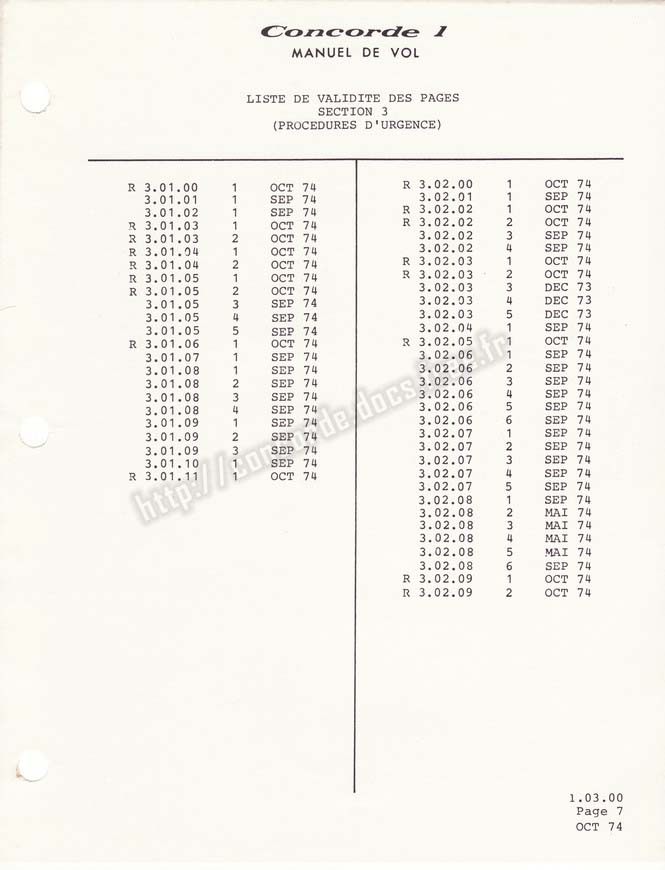 Concorde 1
MANUEL DE VOL
LISTE DE VALIDITE DES PAGES
SECTION 3
(PROCEDURES D'URGENCE)
R 3.01.00 1 OCT 74
3.01.01 1 SEP 74
3.01.02 1 SEP 74
R 3.01.03 1 OCT 74
R 3.01.03 2 OCT 74
R 3.01.04 1 OCT 74
R 3.01.04 2 OCT 74
R 3.01.05 1 OCT 74
R 3.01.05 2 OCT 74
3.01.05 3 SEP 74
3.01.05 4 SEP 74
3.01.05 5 SEP 74
R 3.01.06 1 OCT 74
3.01.07 1 SEP 74
3.01.08 1 SEP 74
3.01.08 2 SEP 74
3.01.08 3 SEP 74
3.01.08 4 SEP 74
3.01.09 1 SEP 74
3.01.09 2 SEP 74
3.01.09 3 SEP 74
3.01.10 1 SEP 74
R 3.01.11 1 OCT 74
R 3.02.00 1 OCT 74
3.02.01 1 SEP 74
R 3.02.02 1 OCT 74
R 3.02.02 2 OCT 74
3.02.02 3 SEP 74
3.02.02 4 SEP 74
R 3.02.03 1 OCT 74
R 3.02.03 2 OCT 74
3.02.03 3 DEC 73
3.02.03 4 DEC 73
3.02.03 5 DEC 73
3.02.04 1 SEP 74
R 3.02.05 1 OCT 74
3.02.06 1 SEP 74
3.02.06 2 SEP 74
3.02.06 3 SEP 74
3.02.06 4 SEP 74
3.02.06 5 SEP 74
3.02.06 6 SEP 74
3.02.07 1 SEP 74
3.02.07 2 SEP 74
3.02.07 3 SEP 74
3.02.07 4 SEP 74
3.02.07 5 SEP 74
3.02.08 1 SEP 74
3.02.08 2 MAI 74
3.02.08 3 MAI 74
3.02.08 4 MAI 74
3.02.08 5 MAI 74
3.02.08 6 SEP 74
R 3.02.09 1 OCT 74
R 3.02.09 2 OCT 74
http://concorde.docs.free.fr
1.03.00
Page 7
OCT 74